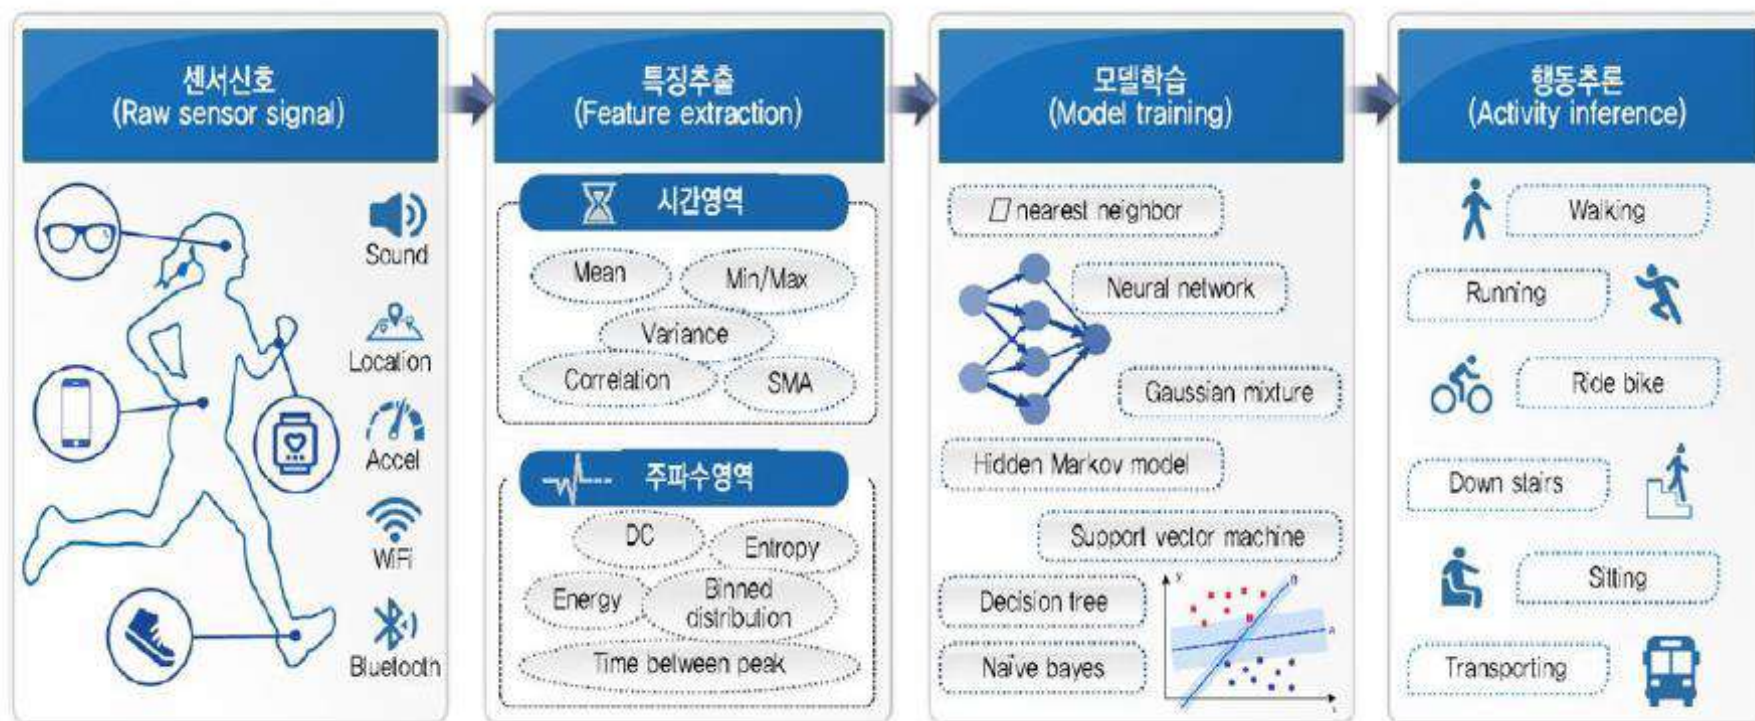 센서신호
(Raw sensor signal)
Sound
Location
Accel
WiFi
Bluetooth
특징추출
(Feature extraction)
시간영역
Mean
Min/Max
Variance
Correlation
SMA
주파수영역
DC
Entropy
Energy
Binned
distribution
Time between peak
모델학습
(Model training)
□ nearest neighbor
Neural network
Gaussian mixture
Hidden Markov model
Support vector machine
Decision tree
Naïve bayes
y
B
A
x
행동추론
(Activity inference)
Walking
Running
Ride bike
Down stairs
Sitting
Transporting